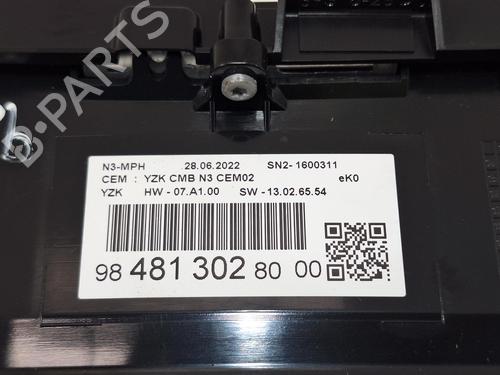 N3-MPH 28.06.2022 SN2- 1600311
CEM : YZK CMB N3 CEM02 eK0
YZK HW - 07.A1.00 SW - 13.02.65.54
98 481 302 80 00
B-PARTS